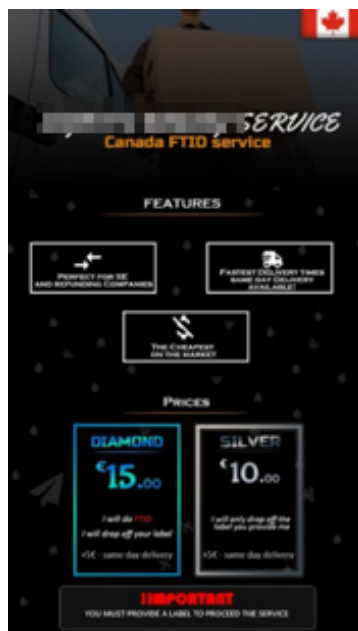 SERVICE
Canada FTID service
FEATURES
PERFECT FOR SE
AND REFUNDING COMPANIES
FASTEST DELIVERY TIMES
SAME DAY DELIVERY
AVAILABLE!
THE CHEAPEST
ON THE MARKET
PRICES
DIAMOND
€15.00
I will do FTID
I will drop off your label
+5€ - same day delivery
SILVER
€10.00
I will only drop off the
label you provide me
+5€ - same day delivery
!!IMPORTANT
YOU MUST PROVIDE A LABEL TO PROCEED THE SERVICE